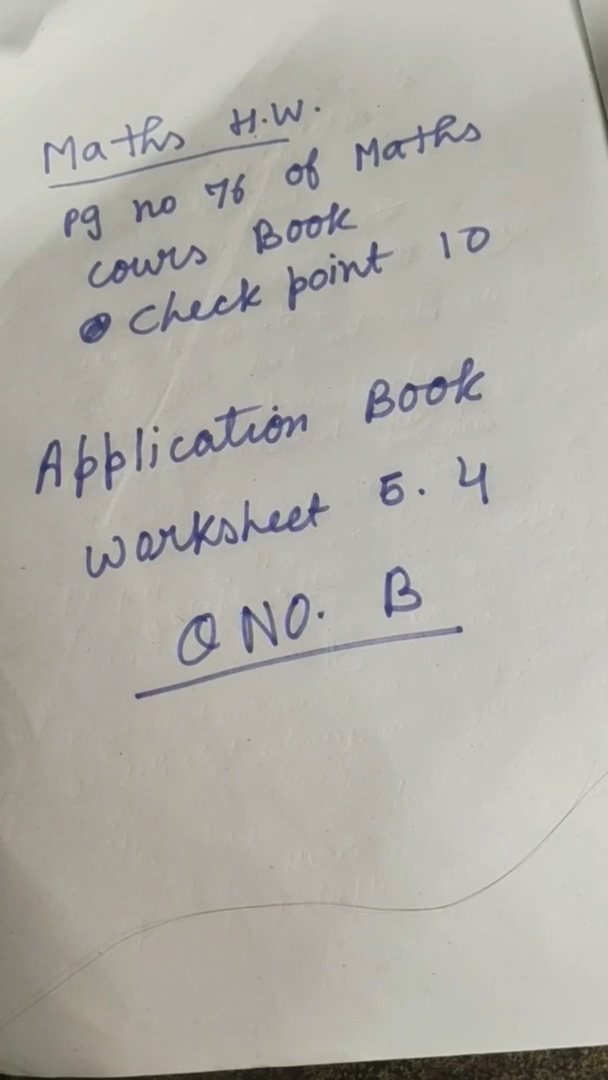 Maths H.W.
pg no 76 of Maths
cours Book
Check point 10
Application Book
Worksheet 5.4
Q NO. B